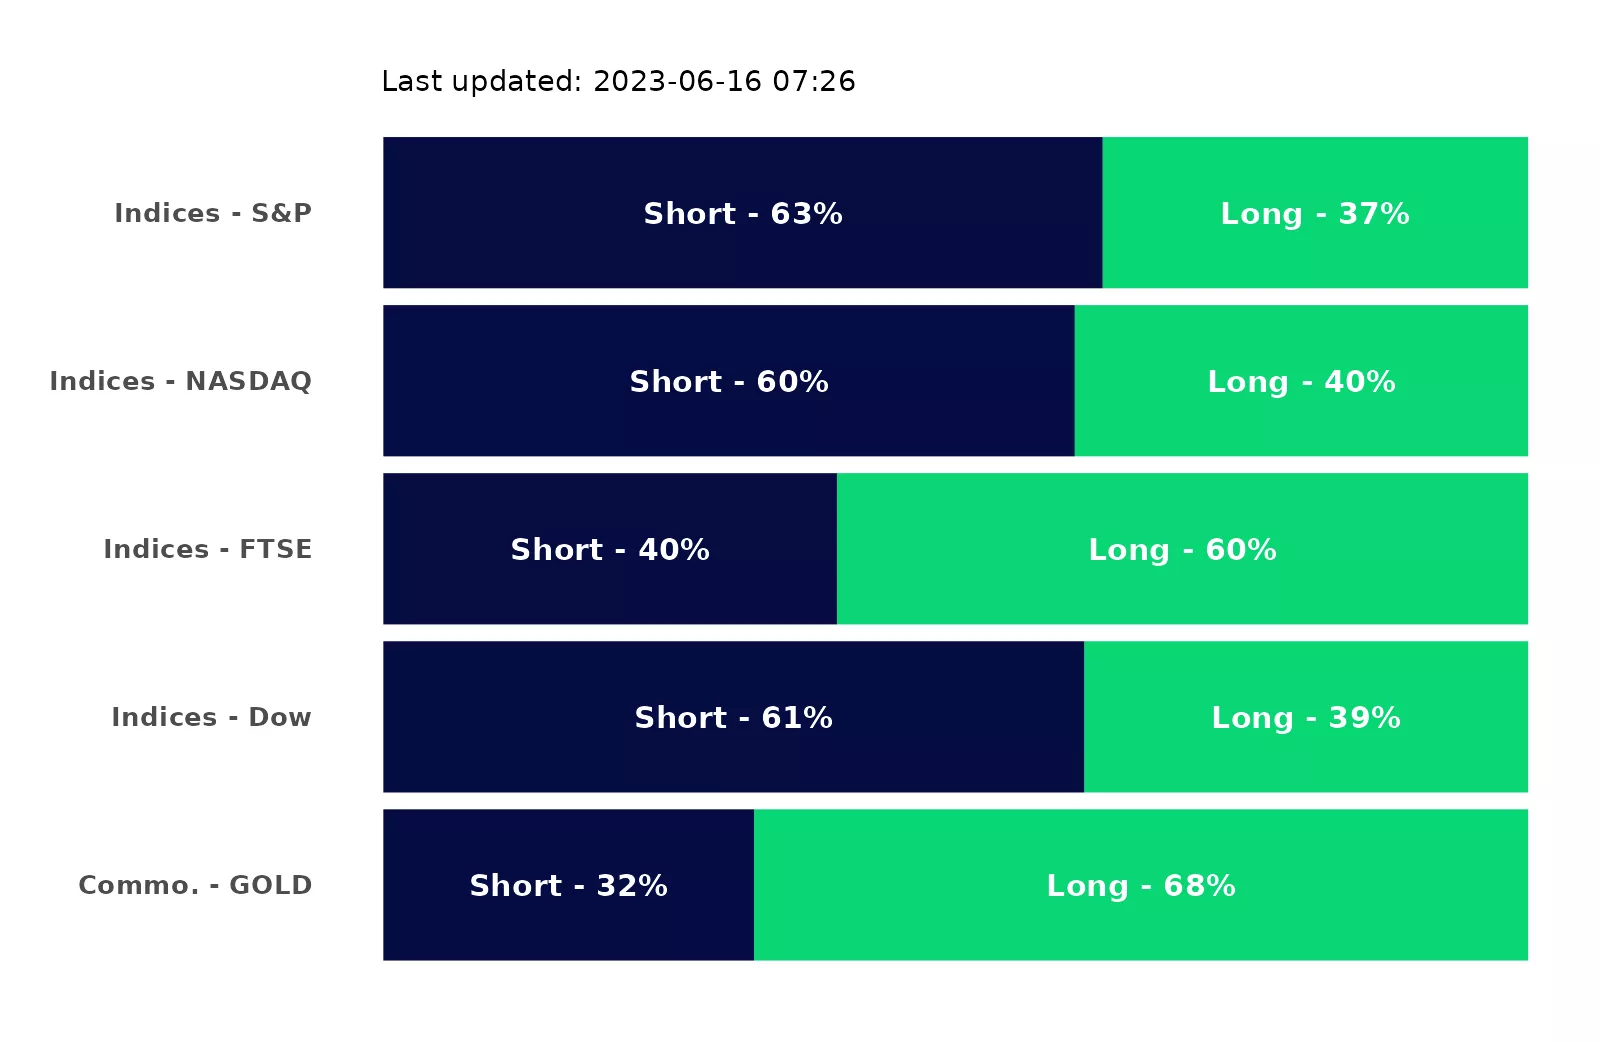 Last updated: 2023-06-16 07:26
Indices - S&P Short - 63% Long - 37%
Indices - NASDAQ Short - 60% Long - 40%
Indices - FTSE Short - 40% Long - 60%
Indices - Dow Short - 61% Long - 39%
Commo. - GOLD Short - 32% Long - 68%